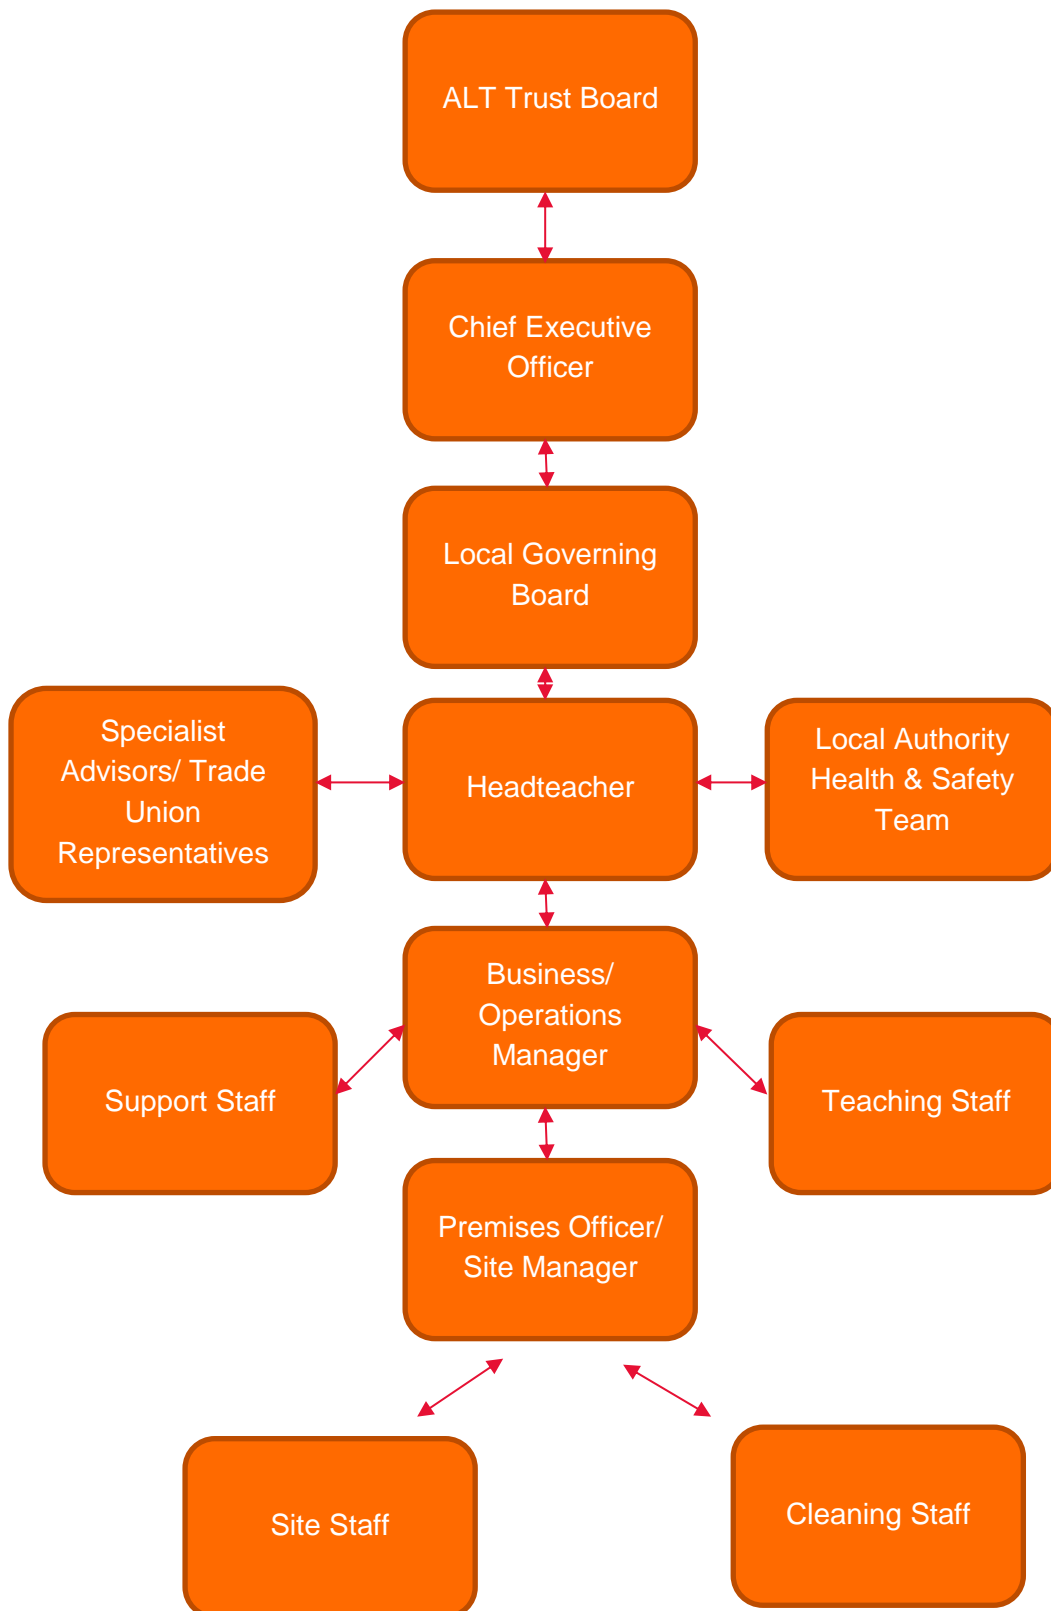 ALT Trust Board
Chief Executive
Officer
Local Governing
Board
Specialist
Advisors/ Trade
Union
Representatives
Headteacher
Local Authority
Health & Safety
Team
Business/
Operations
Manager
Support Staff
Teaching Staff
Premises Officer/
Site Manager
Site Staff
Cleaning Staff